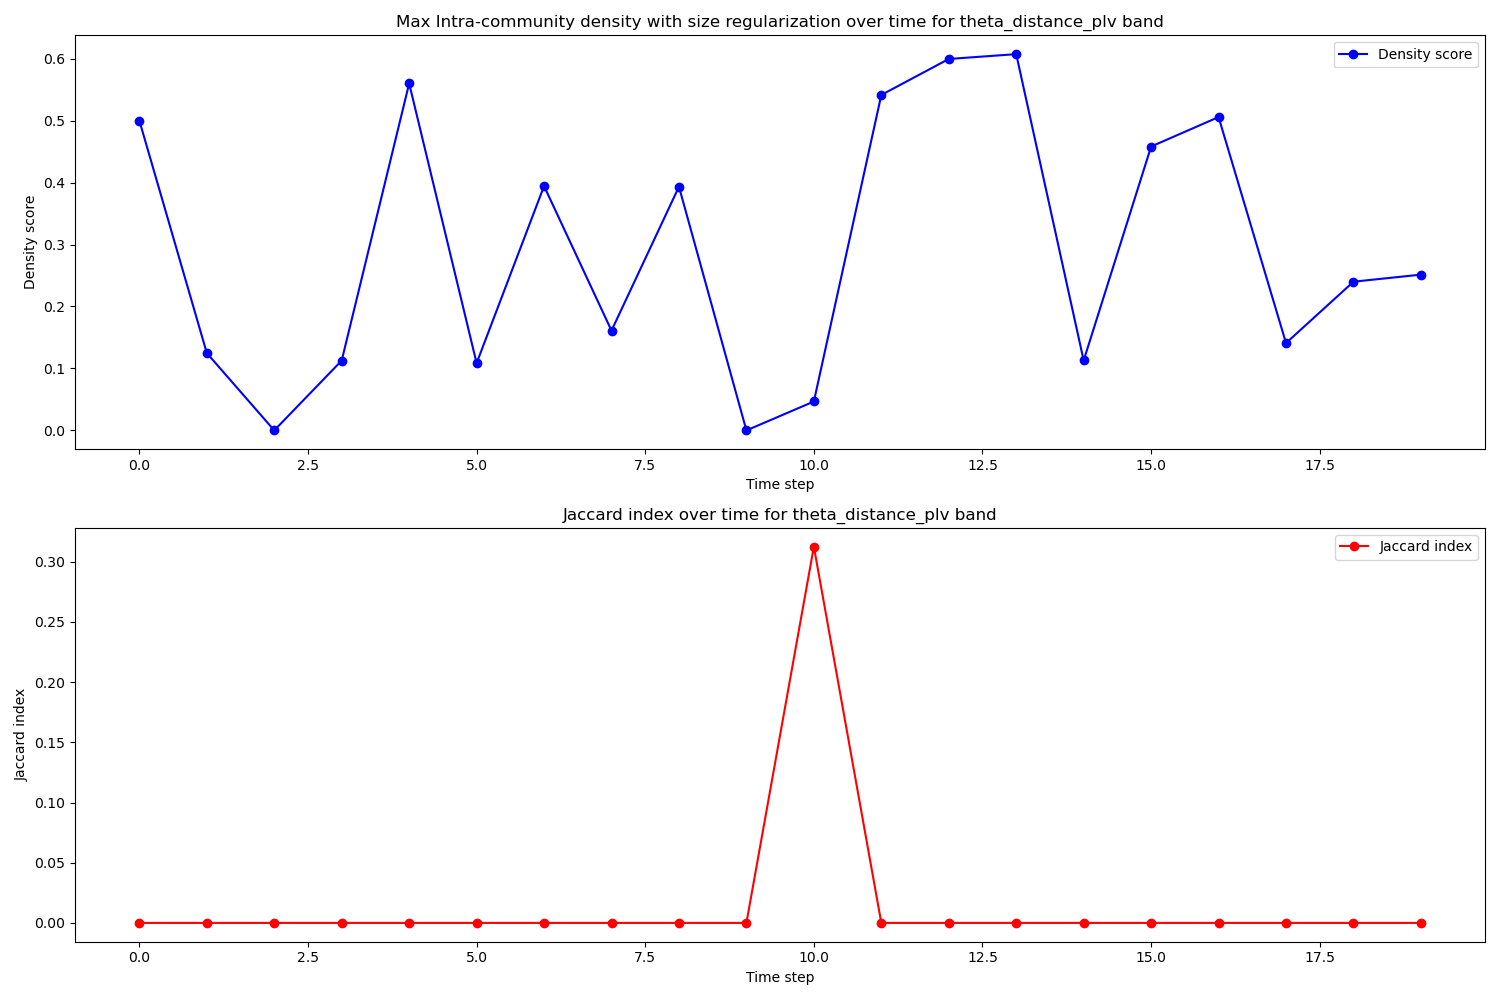 Max Intra-community density with size regularization over time for theta_distance_plv band
Density score
0.6
0.5
0.4
0.3
0.2
0.1
0.0
Density score
0.0 2.5 5.0 7.5 10.0 12.5 15.0 17.5
Time step
Jaccard index over time for theta_distance_plv band
Jaccard index
0.30
0.25
0.20
0.15
0.10
0.05
0.00
Jaccard index
0.0 2.5 5.0 7.5 10.0 12.5 15.0 17.5
Time step